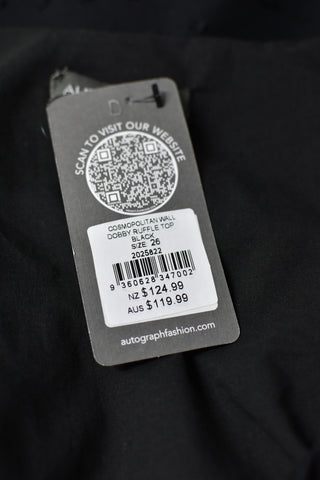 SCAN TO VISIT OUR WEBSITE
COSMOPOLITAN WALL
DOBBY RUFFLE TOP
BLACK
SIZE: 26
2025822
9 360628 347002
NZ $124.99
AUS $119.99
autographfashion.com